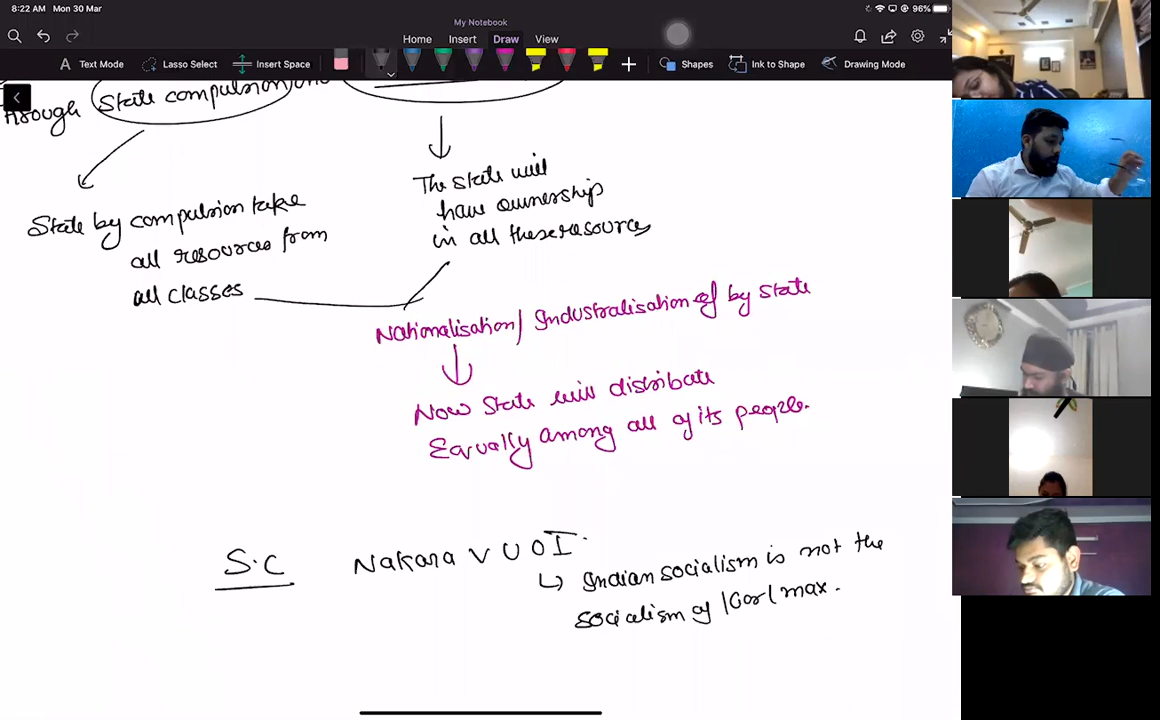 8:22 AM Mon 30 Mar
96%
My Notebook
Home Insert Draw View
Text Mode Lasso Select Insert Space Shapes Ink to Shape Drawing Mode
Through State compulsion
State by compulsion take
all resources from
all classes
The State will
have ownership
in all these resources
Nationalisation/ Industralisation of by state
Now State will distribute
Equally among all of its people.
S.C Nakara V U O I
Indian socialism is not the
socialism of Karl max.